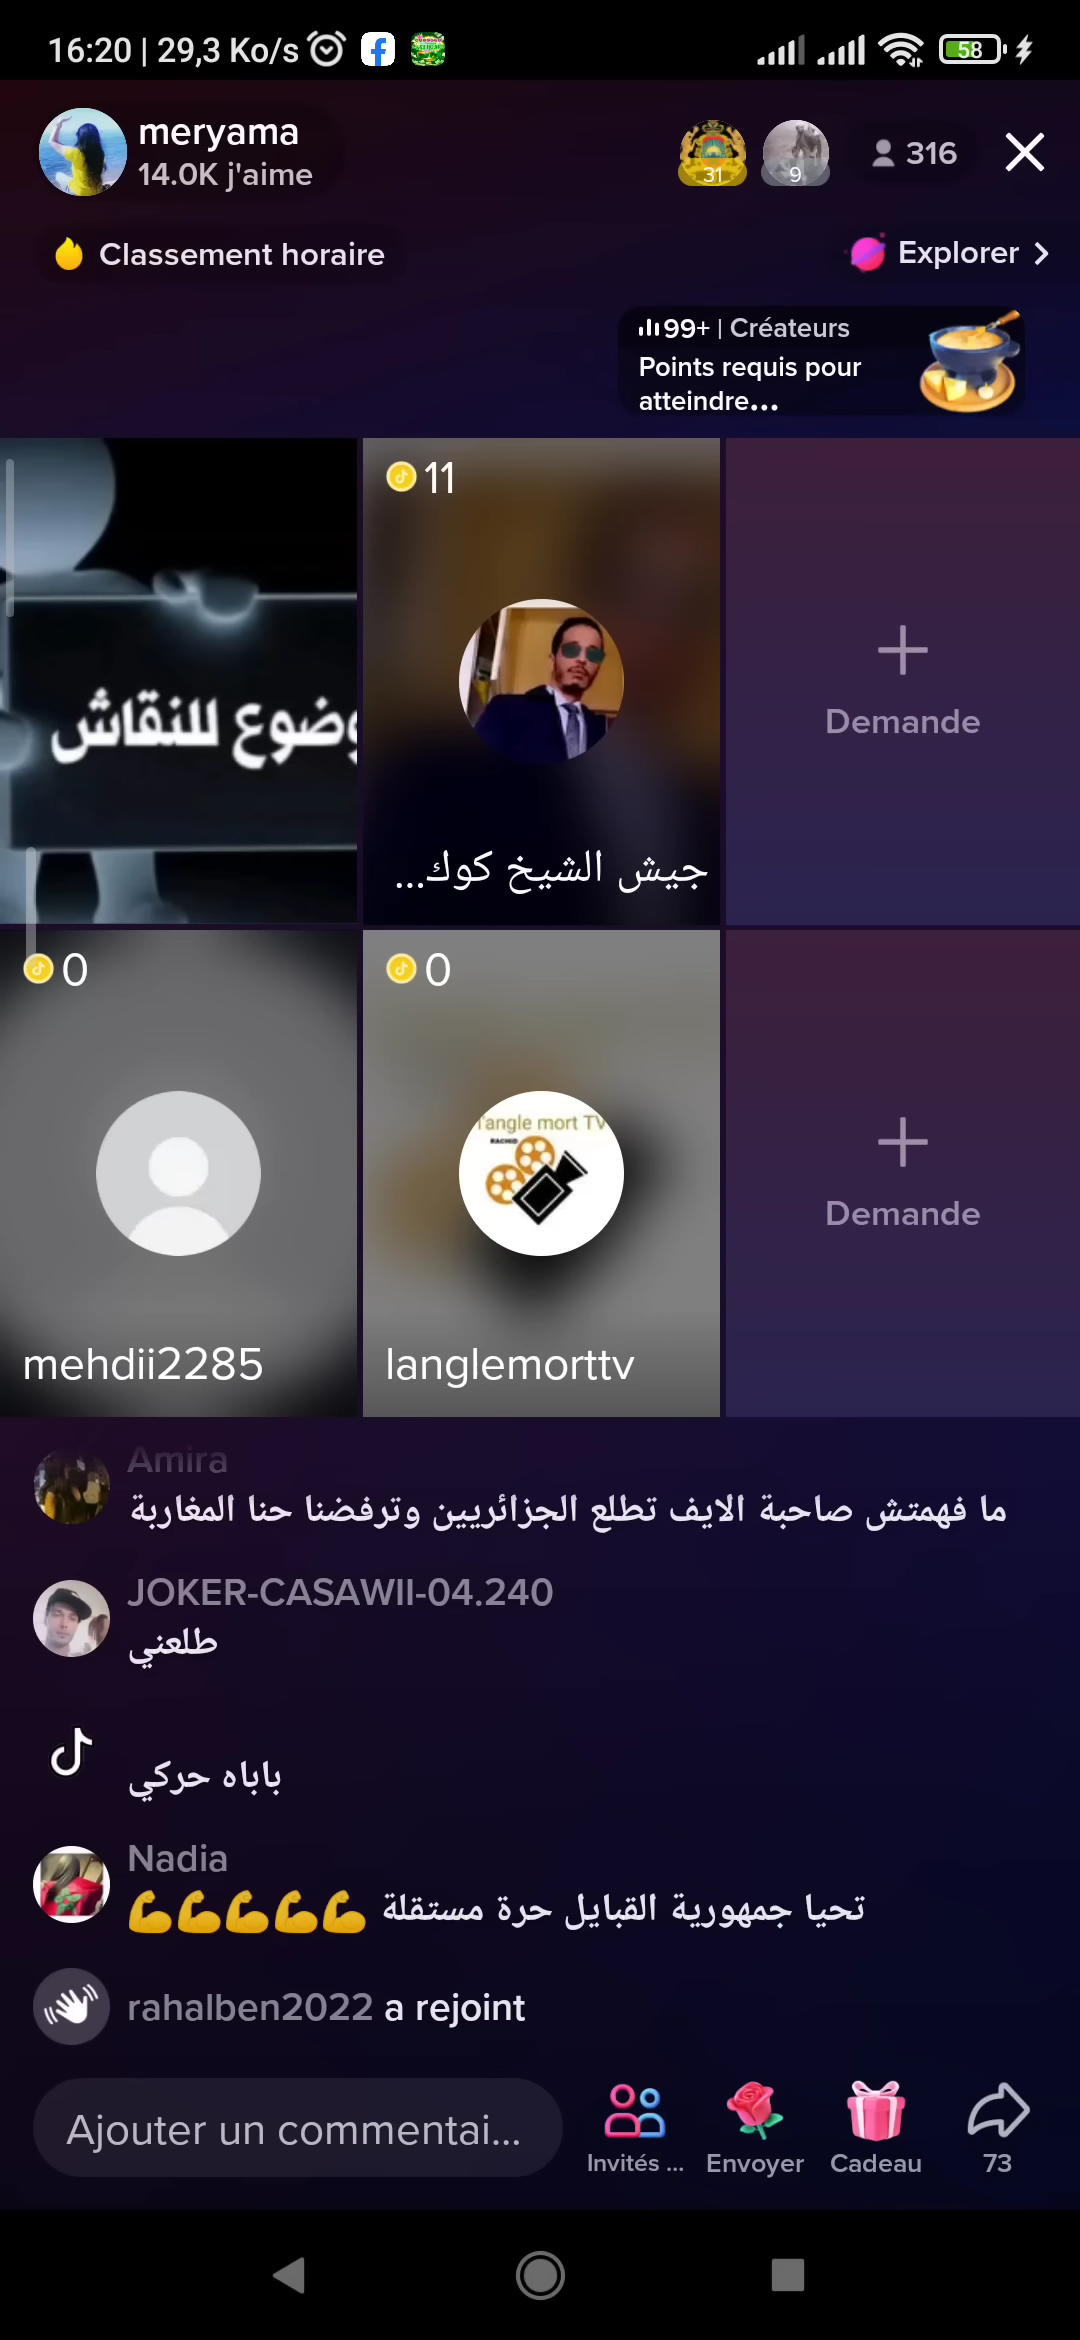 16:20 | 29,3 Ko/s
58
meryama
14.0K j'aime
31
9
316
Classement horaire
Explorer
99+ | Créateurs
Points requis pour
atteindre...
وضوع للنقاش
11
جيش الشيخ كوك...
Demande
0
mehdii2285
0
l'angle mort TV
RACHID
langlemorttv
Demande
Amira
ما فهمتش صاحبة الايف تطلع الجزائريين وترفضنا حنا المغاربة
JOKER-CASAWII-04.240
طلعني
باباه حركي
Nadia
تحيا جمهورية القبايل حرة مستقلة 💪💪💪💪💪
rahalben2022 a rejoint
Ajouter un commentai...
Invités ...
Envoyer
Cadeau
73